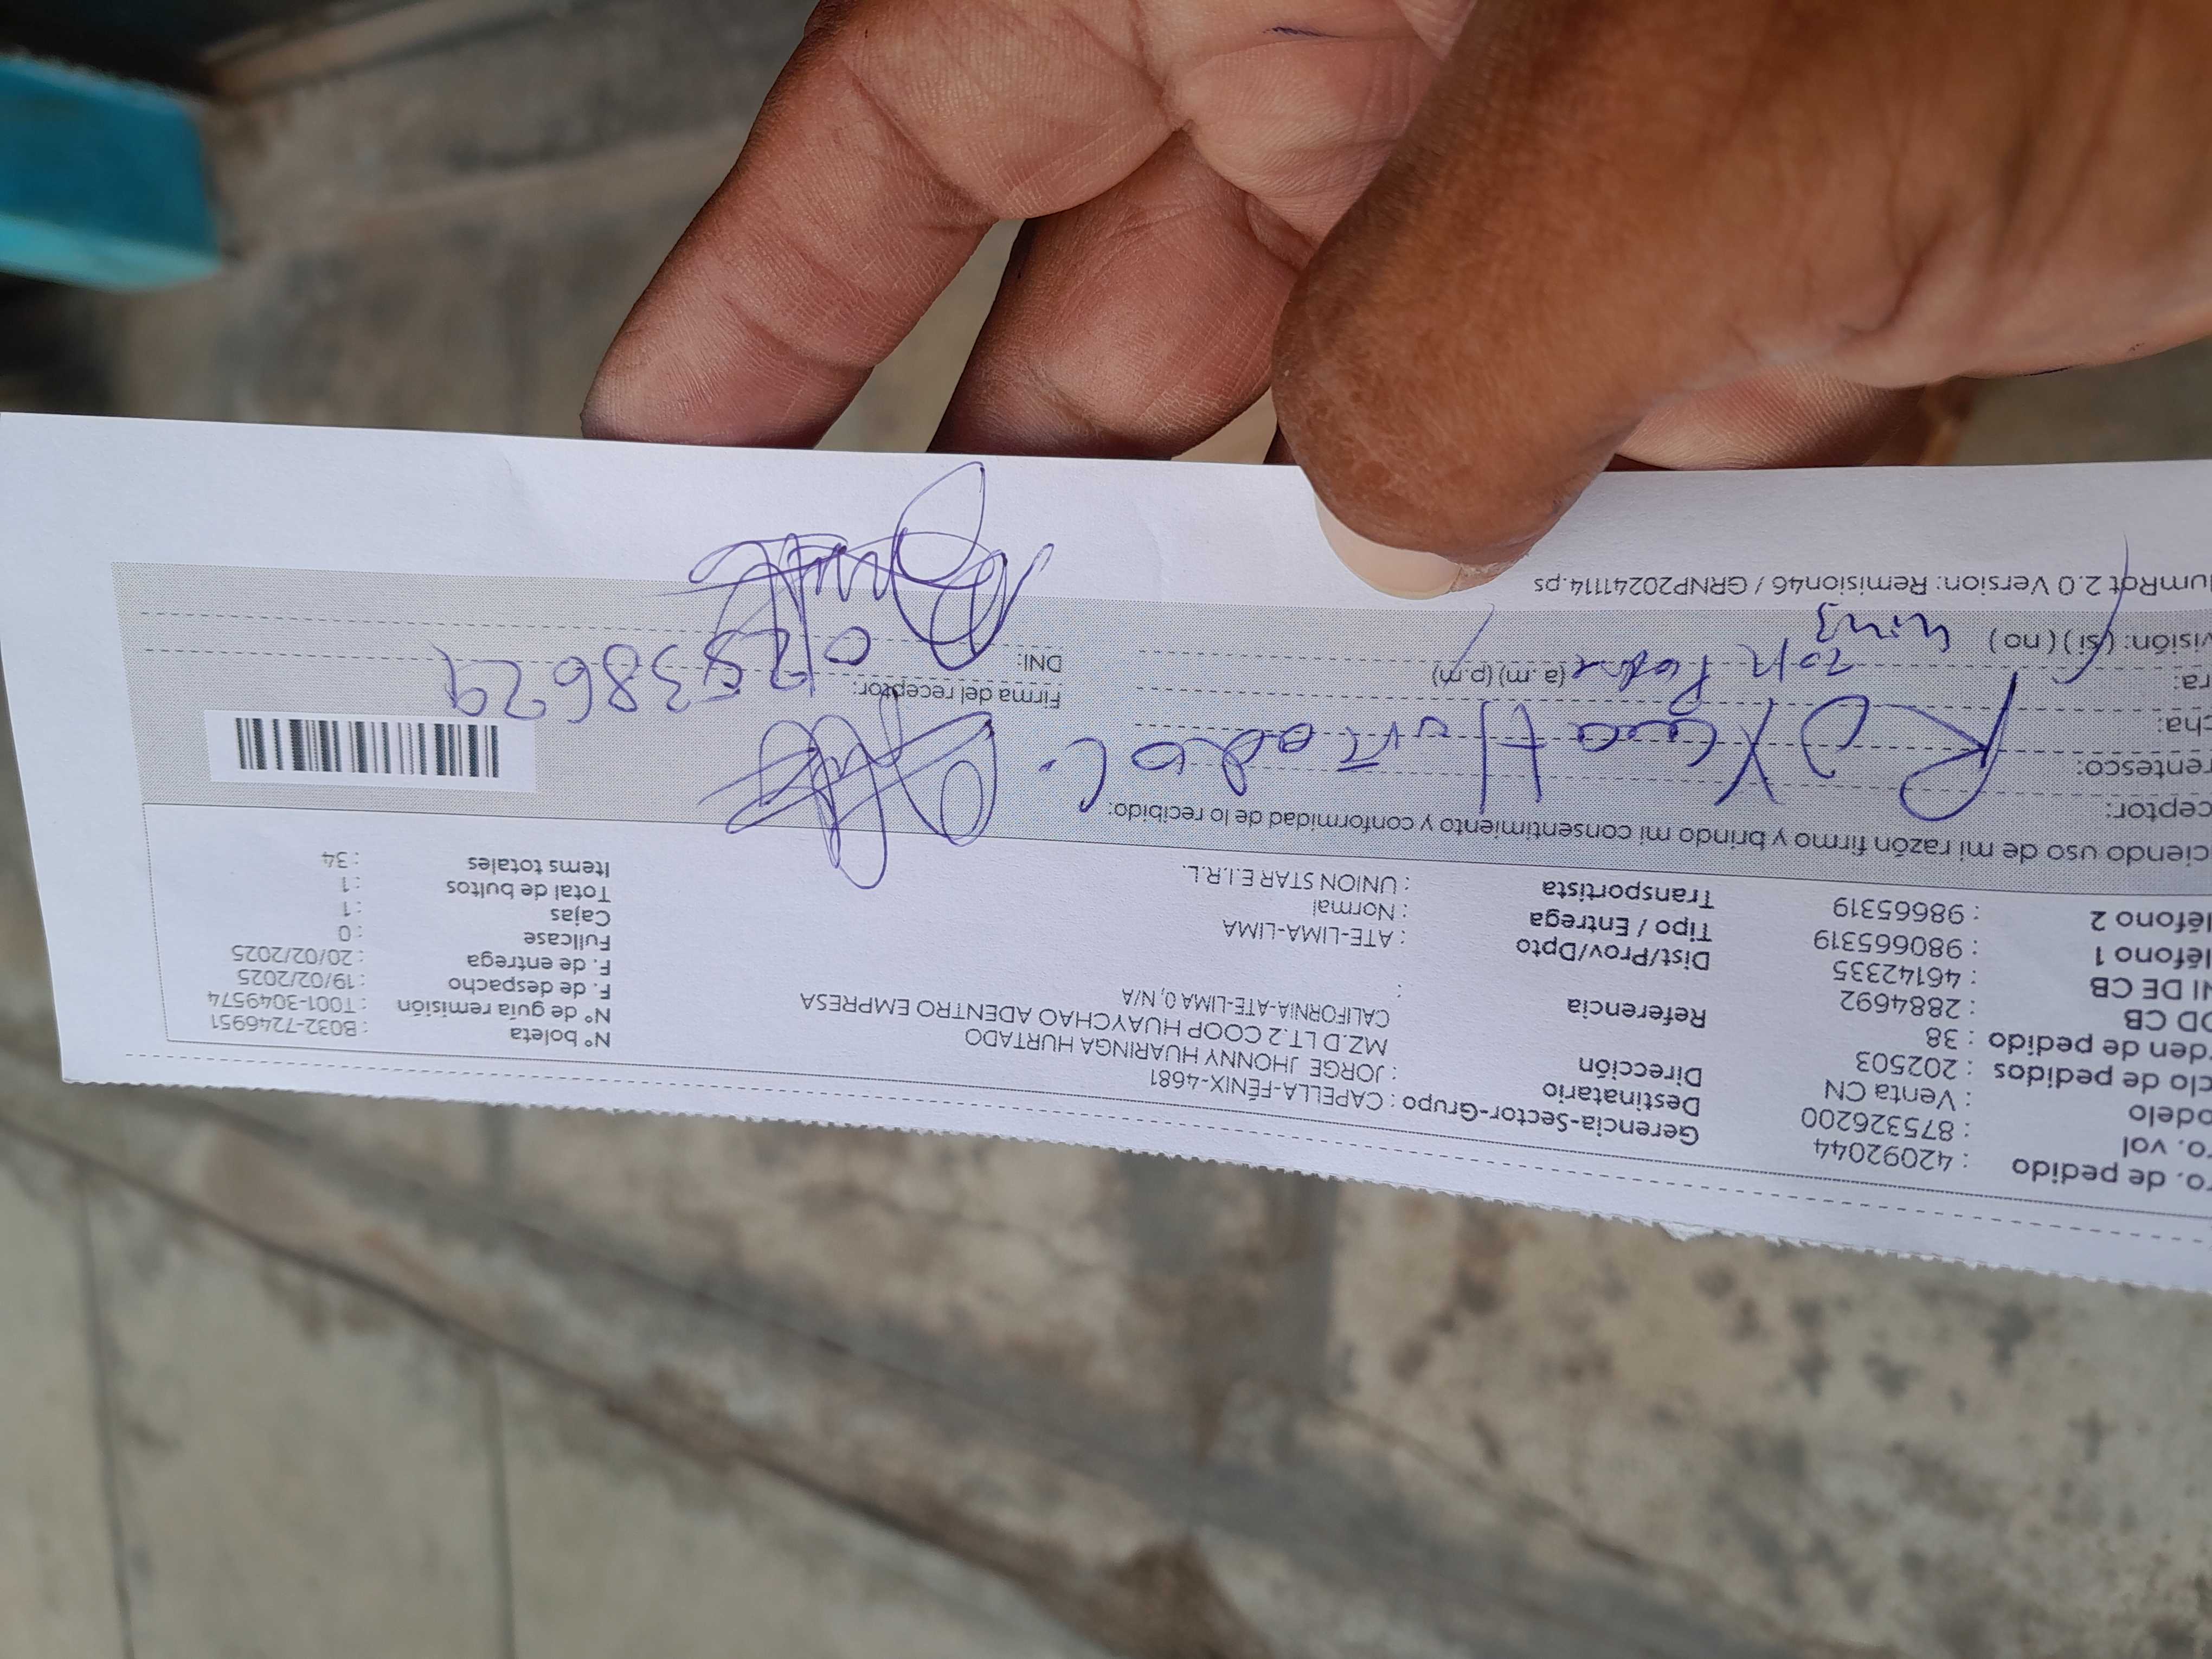 ro. de pedido : 42092044
ro. vol : 875326200
odelo : Venta CN
clo de pedidos : 202503
rden de pedido : 38
OD CB : 2884692
NI DE CB : 46142335
léfono 1 : 980665319
léfono 2 : 98665319
Gerencia-Sector-Grupo : CAPELLA-FÉNIX-4681
Destinatario : JORGE JHONNY HUARINGA HURTADO
Dirección MZ.D LT.2 COOP HUAYCHAO ADENTRO EMPRESA
CALIFORNIA-ATE-LIMA 0, N/A
Referencia :
Dist/Prov/Dpto : ATE-LIMA-LIMA
Tipo / Entrega : Normal
Transportista : UNION STAR E.I.R.L.
N° boleta : B032-7246951
N° de guía remisión : T001-3049574
F. de despacho : 19/02/2025
F. de entrega : 20/02/2025
Fullcase : 0
Cajas : 1
Total de bultos : 1
Items totales : 34
ciendo uso de mi razón firmo y brindo mi consentimiento y conformidad de lo recibido:
ceptor:
rentesco: Hurtado C.
cha:
ra: (a.m) (p.m)
visión: (si) (no)
Firma del receptor:
DNI:
umRot 2.0 Version: Remision46 / GRNP20241114.ps